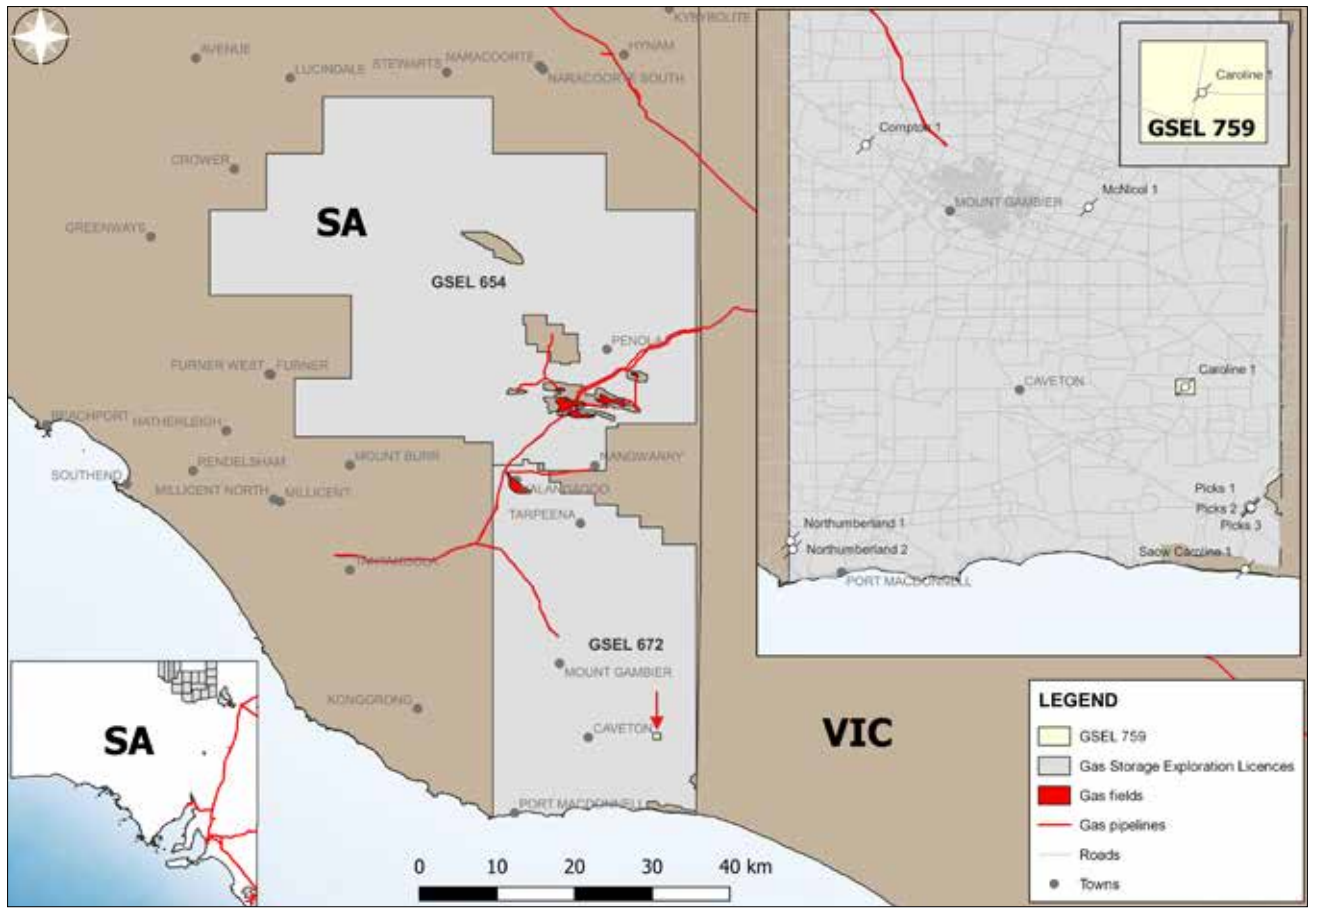 KYBYBOLITE
AVENUE
HYNAM
STEWARTS
NARACOORTE
LUCINDALE
NARACOORTE SOUTH
CROWER
SA
GREENWAYS
GSEL 654
PENOLA
FURNER WEST
FURNER
BEACHPORT
HATHERLEIGH
MOUNT BURR
NANGWARRY
PENDELSHAM
SOUTHEND
MILLICENT NORTH
MILLICENT
KALANGADOO
TARPEENA
TANTANOOLA
GSEL 672
MOUNT GAMBIER
KONGORONG
CAVETON
PORT MACDONNELL
VIC
SA
0 10 20 30 40 km
Caroline 1
GSEL 759
Compton 1
McNicol 1
MOUNT GAMBIER
Caroline 1
CAVETON
Picks 1
Picks 2
Picks 3
Northumberland 1
Northumberland 2
Saow Caroline 1
PORT MACDONNELL
LEGEND
GSEL 759
Gas Storage Exploration Licences
Gas fields
Gas pipelines
Roads
Towns